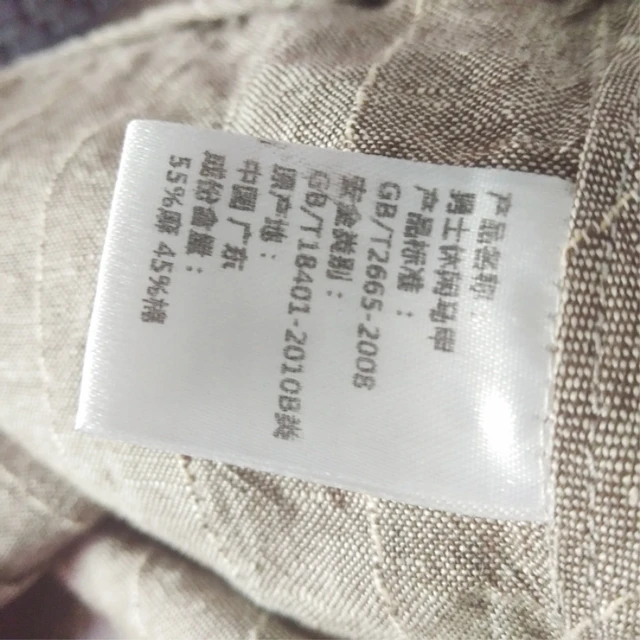 产品名称：
男士休闲马甲
产品标准：
GB/T2665-2008
安全类别：
GB/T18401-2010B类
原产地：
中国广东
成份含量：
55%麻 45%棉